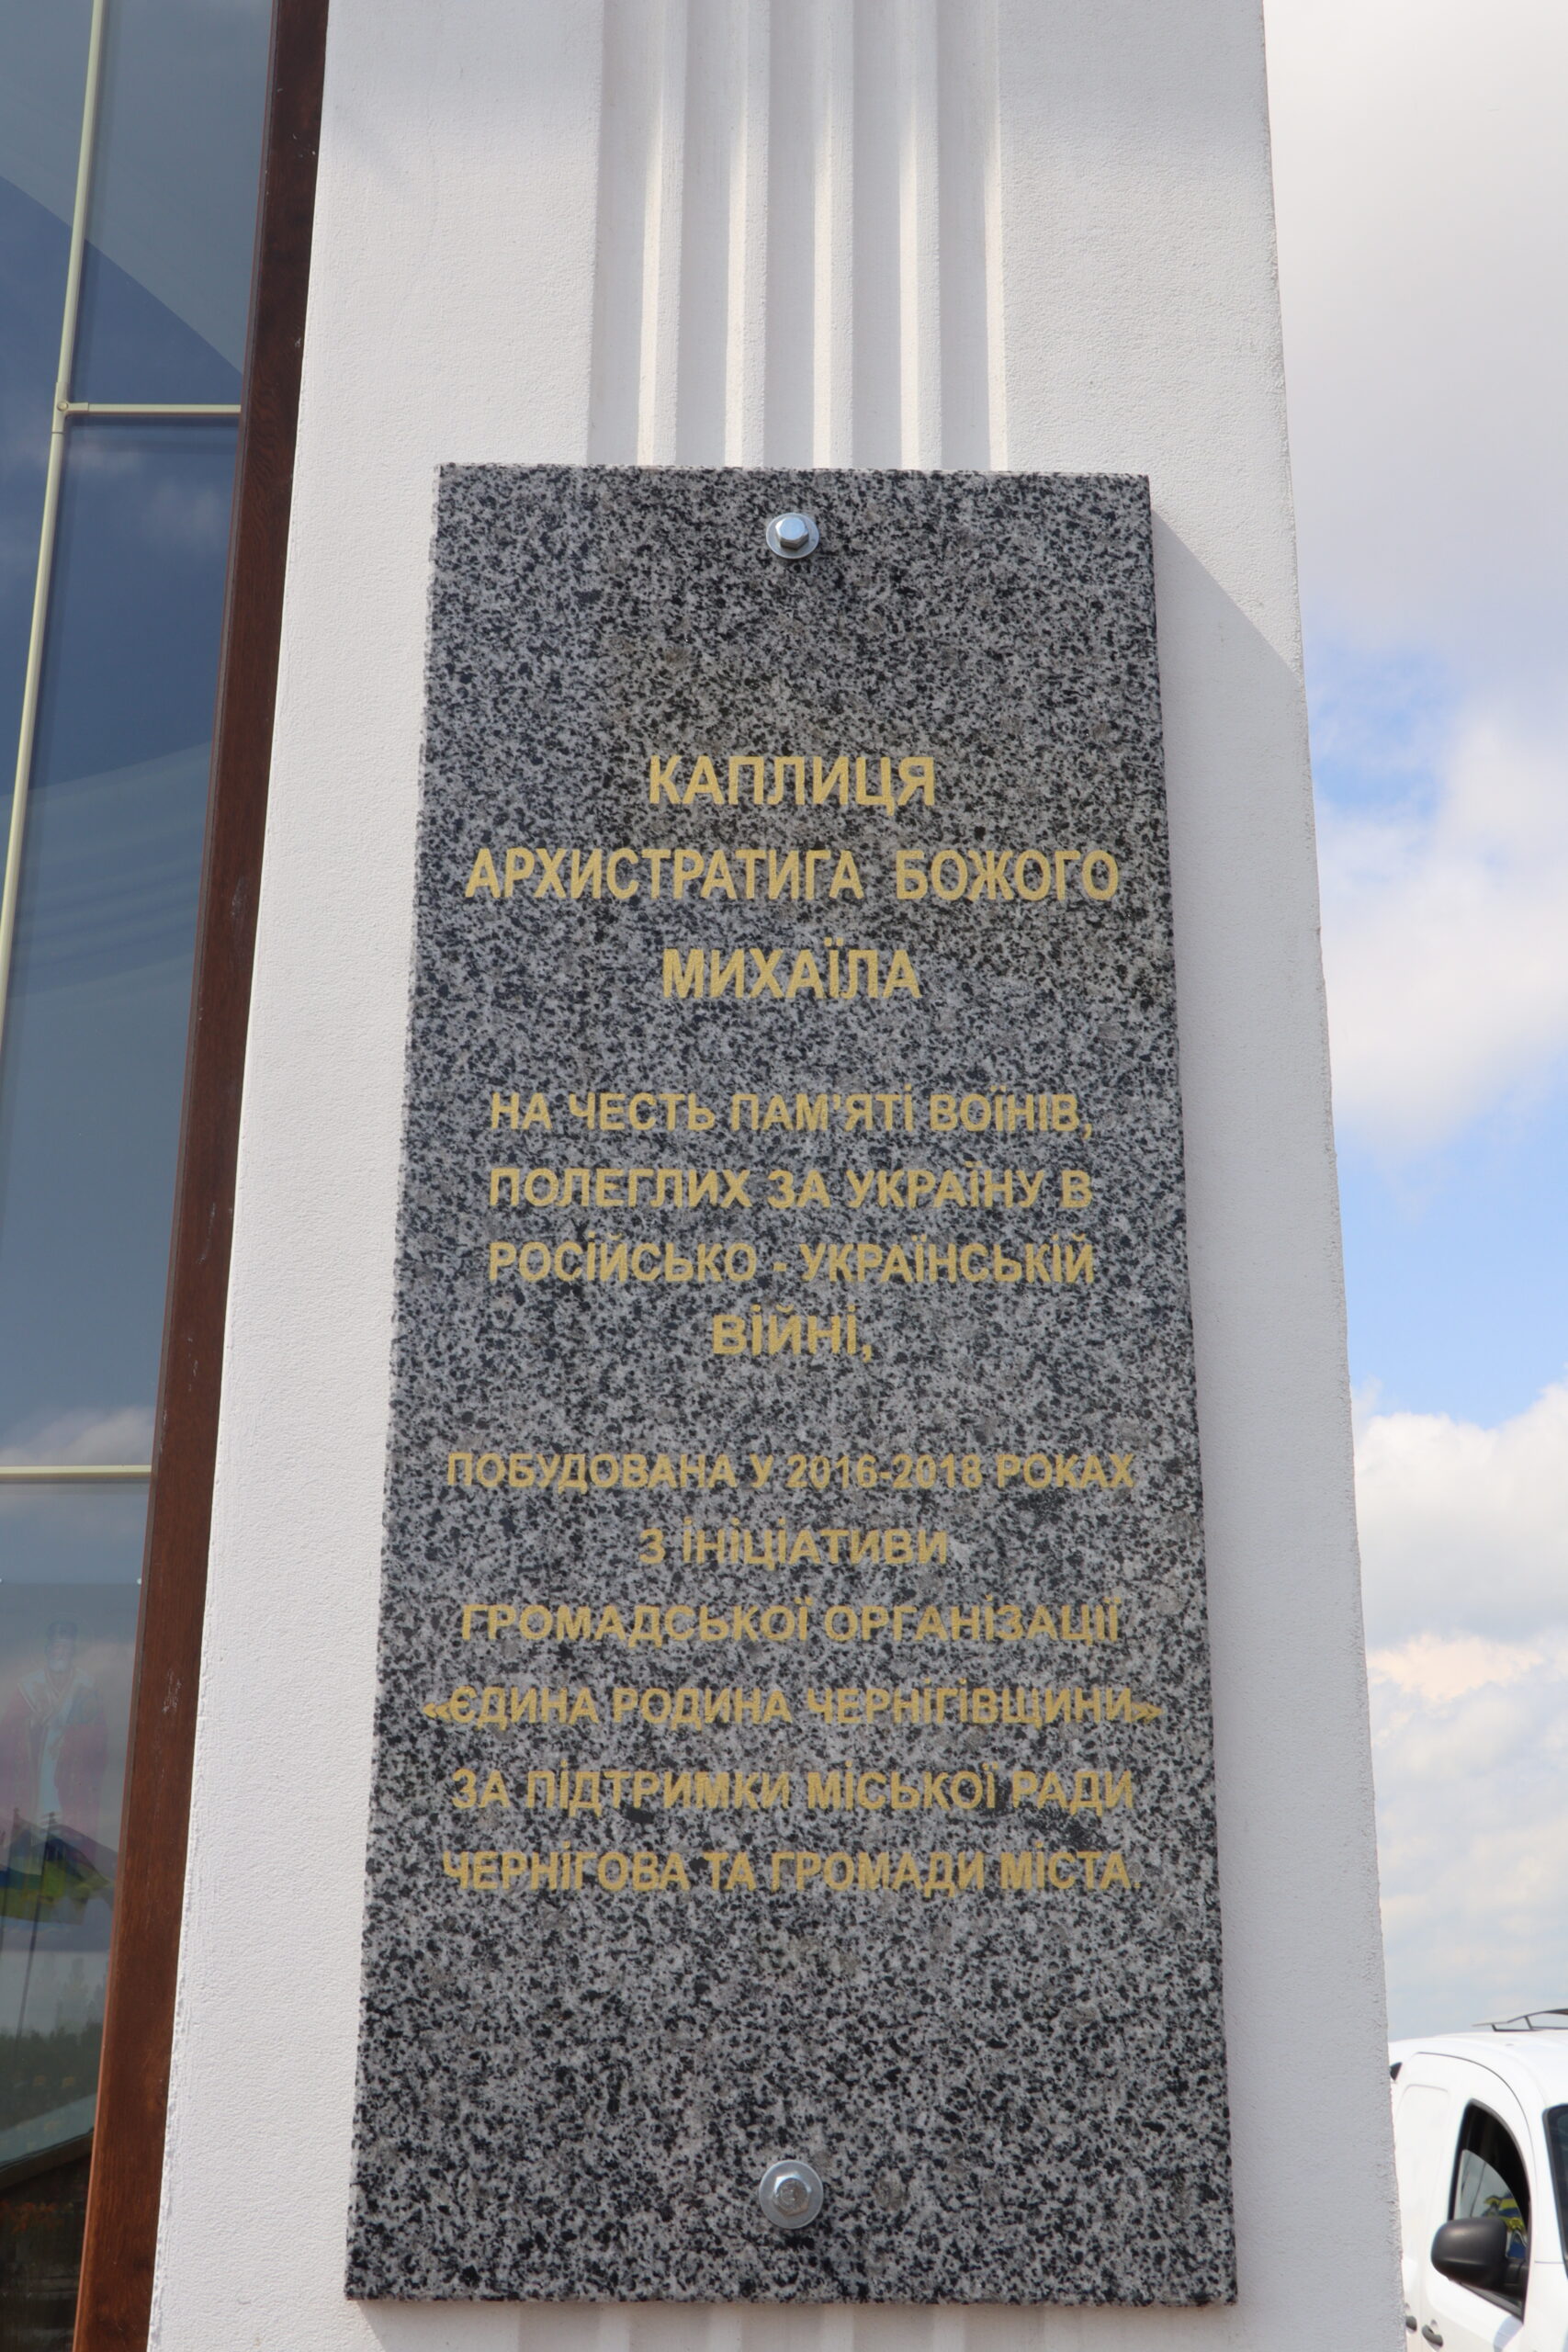 КАПЛИЦЯ
АРХИСТРАТИГА БОЖОГО
МИХАЇЛА
НА ЧЕСТЬ ПАМ'ЯТІ ВОЇНІВ,
ПОЛЕГЛИХ ЗА УКРАЇНУ В
РОСІЙСЬКО - УКРАЇНСЬКІЙ
ВІЙНІ,
ПОБУДОВАНА У 2016-2018 РОКАХ
З ІНІЦІАТИВИ
ГРОМАДСЬКОЇ ОРГАНІЗАЦІЇ
«ЄДИНА РОДИНА ЧЕРНІГІВЩИНИ»
ЗА ПІДТРИМКИ МІСЬКОЇ РАДИ
ЧЕРНІГОВА ТА ГРОМАДИ МІСТА.